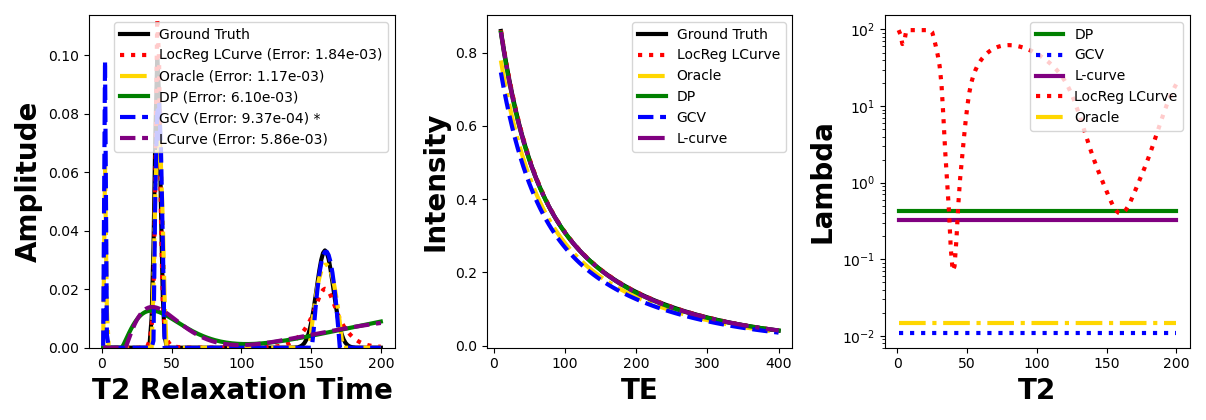 Amplitude
0.10
0.08
0.06
0.04
0.02
0.00
Ground Truth
LocReg LCurve (Error: 1.84e-03)
Oracle (Error: 1.17e-03)
DP (Error: 6.10e-03)
GCV (Error: 9.37e-04) *
LCurve (Error: 5.86e-03)
0 50 100 150 200
T2 Relaxation Time
Intensity
0.8
0.6
0.4
0.2
0.0
Ground Truth
LocReg LCurve
Oracle
DP
GCV
L-curve
0 100 200 300 400
TE
Lambda
10²
10¹
10⁰
10⁻¹
10⁻²
DP
GCV
L-curve
LocReg LCurve
Oracle
0 50 100 150 200
T2